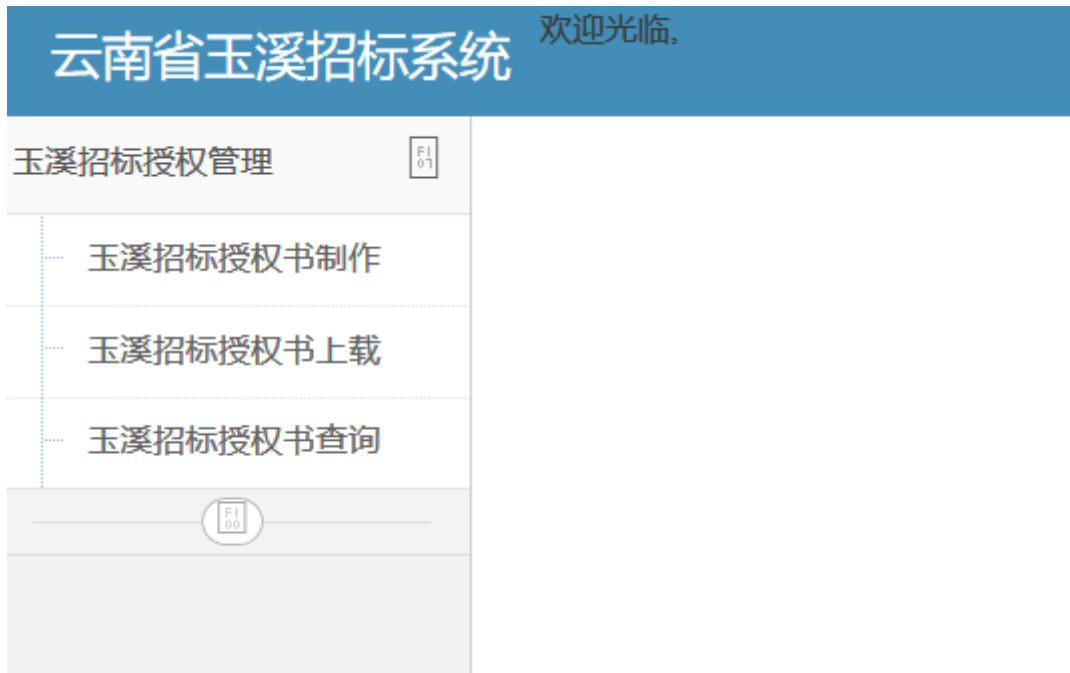 云南省玉溪招标系统 欢迎光临,
玉溪招标授权管理
玉溪招标授权书制作
玉溪招标授权书上载
玉溪招标授权书查询